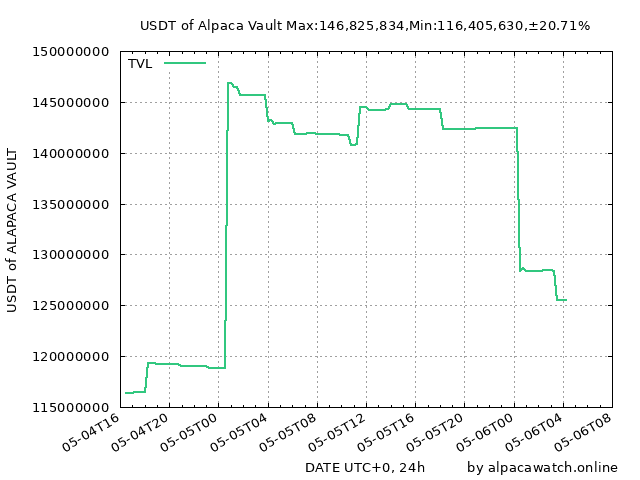 USDT of Alpaca Vault Max:146,825,834,Min:116,405,630,±20.71%
TVL
150000000
145000000
140000000
135000000
130000000
125000000
120000000
115000000
USDT of ALAPACA VAULT
05-04T16
05-04T20
05-05T00
05-05T04
05-05T08
05-05T12
05-05T16
05-05T20
05-06T00
05-06T04
05-06T08
DATE UTC+0, 24h
by alpacawatch.online